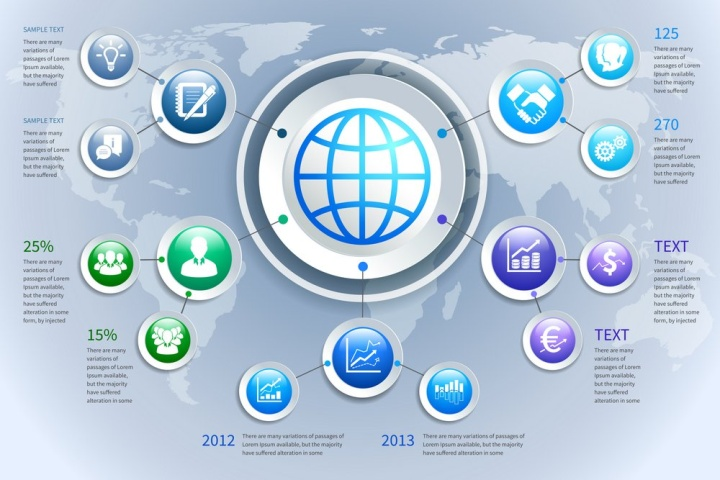 SAMPLE TEXT
There are many
variations of
passages of Lorem
Ipsum available,
but the majority
have suffered
SAMPLE TEXT
There are many
variations of
passages of Lorem
Ipsum available,
but the majority
have suffered
25%
There are many
variations of
passages of Lorem
Ipsum available,
but the majority
have suffered
alteration in some
form, by injected
15%
There are many
variations of
passages of Lorem
Ipsum available,
but the majority
have suffered
alteration in some
2012
There are many variations of passages of
Lorem Ipsum available, but the majority
have suffered alteration in some
2013
There are many variations of passages of
Lorem Ipsum available, but the majority
have suffered alteration in some
125
There are many
variations of
passages of Lorem
Ipsum available,
but the majority
have suffered
270
There are many
variations of
passages of Lorem
Ipsum available,
but the majority
have suffered
TEXT
There are many
variations of
passages of Lorem
Ipsum available,
but the majority
have suffered
alteration in some
form, by injected
TEXT
There are many
variations of
passages of Lorem
Ipsum available,
but the majority
have suffered
alteration in some